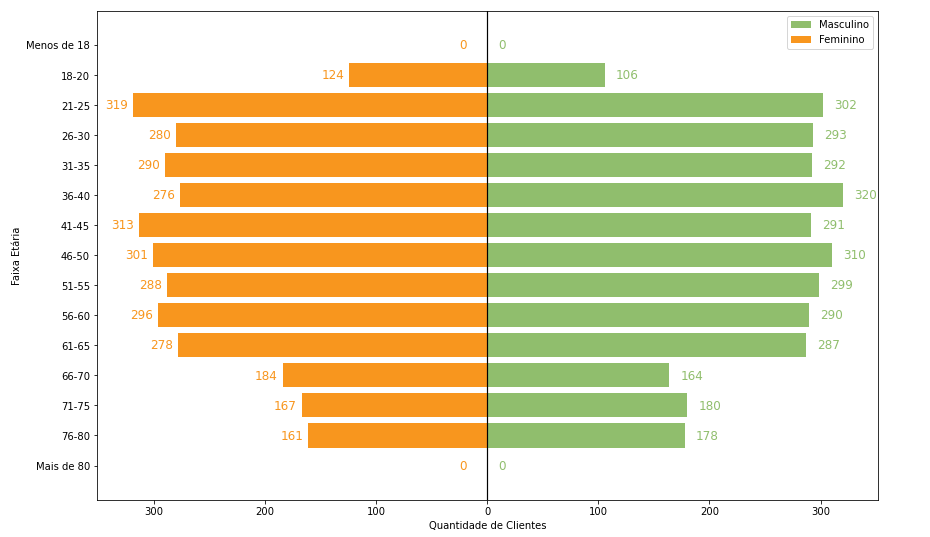 Masculino
Feminino
Menos de 18 0 0
18-20 124 106
21-25 319 302
26-30 280 293
31-35 290 292
36-40 276 320
41-45 313 291
46-50 301 310
51-55 288 299
56-60 296 290
61-65 278 287
66-70 184 164
71-75 167 180
76-80 161 178
Mais de 80 0 0
Faixa Etária
300 200 100 0 100 200 300
Quantidade de Clientes